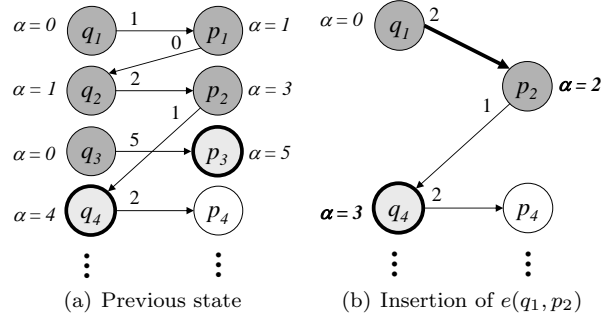 α=0 q1 1 p1 α=1
0
α=1 q2 2 p2 α=3
1
α=0 q3 5 p3 α=5
α=4 q4 2 p4
(a) Previous state
α=0 q1 2
p2 α=2
1
α=3 q4 2 p4
(b) Insertion of e(q1, p2)